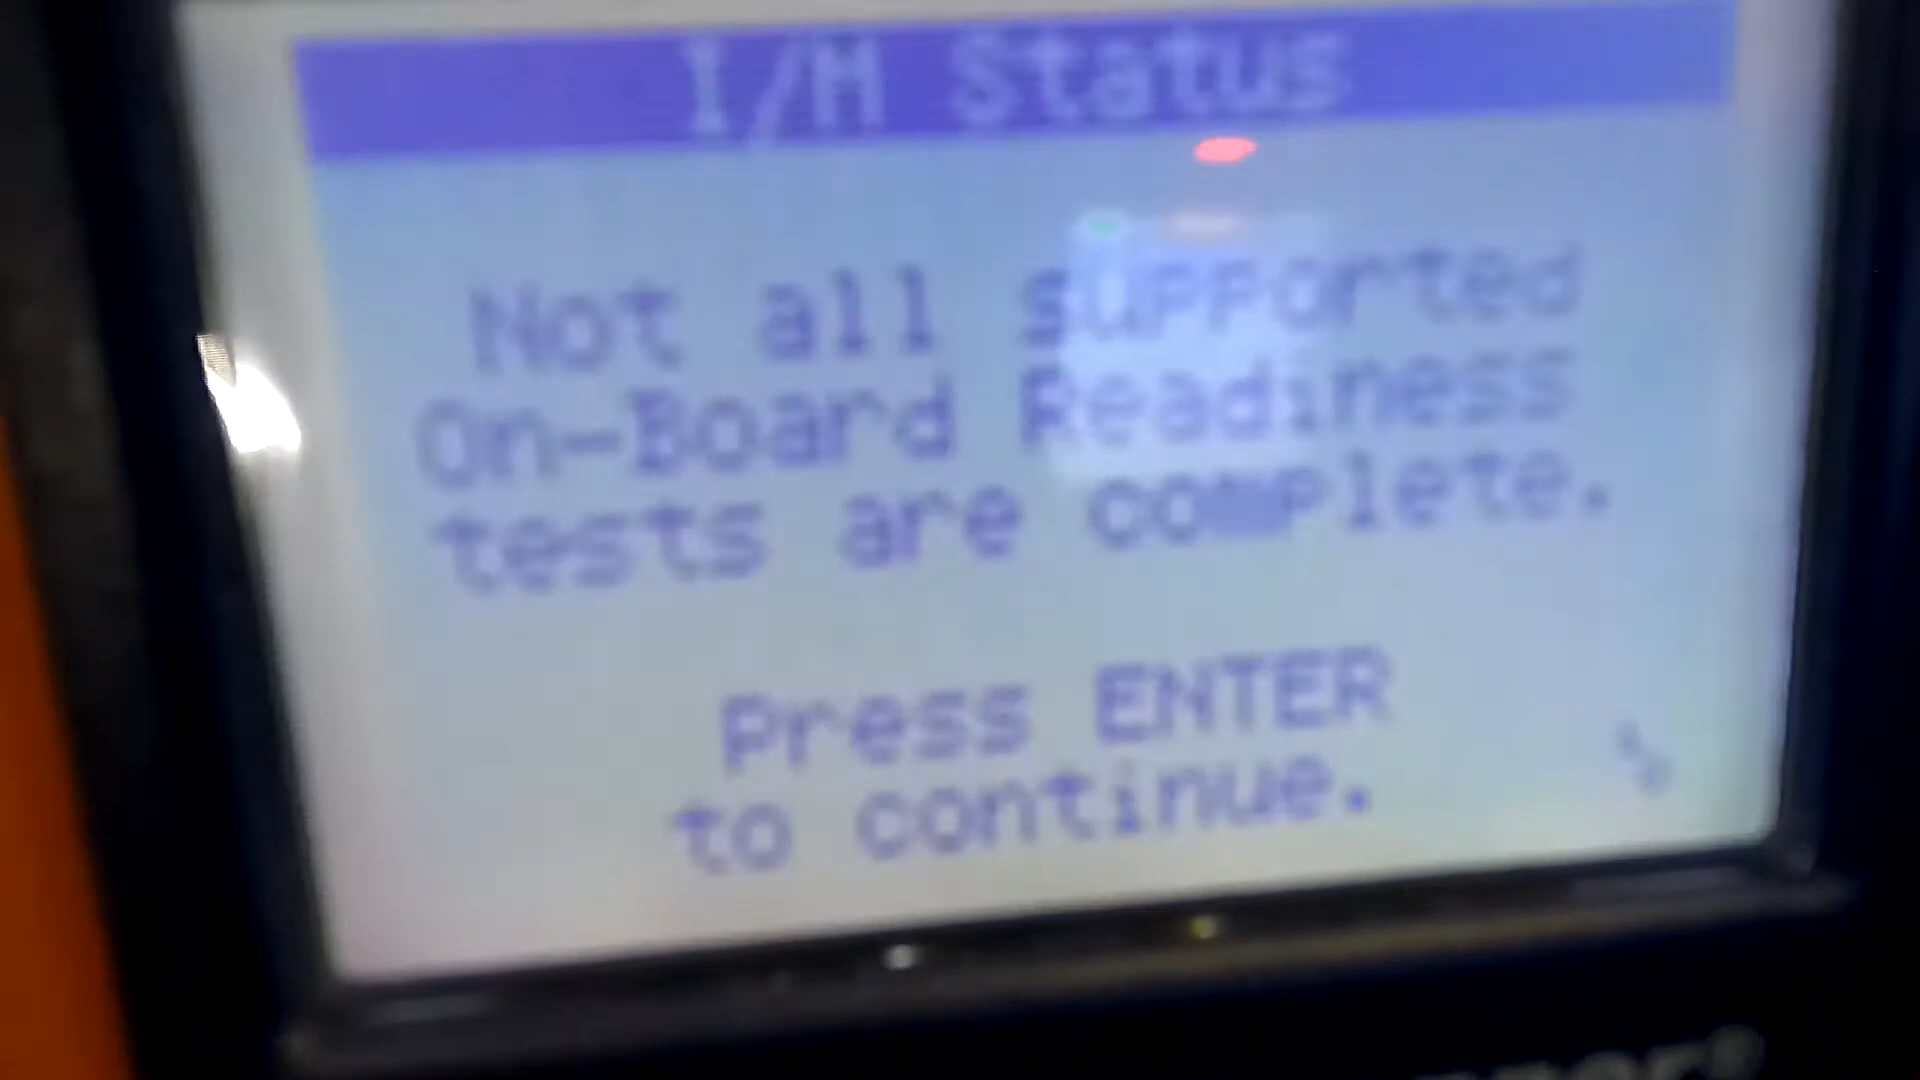 I/M Status
Not all supported
On-Board Readiness
tests are complete.
Press ENTER
to continue.